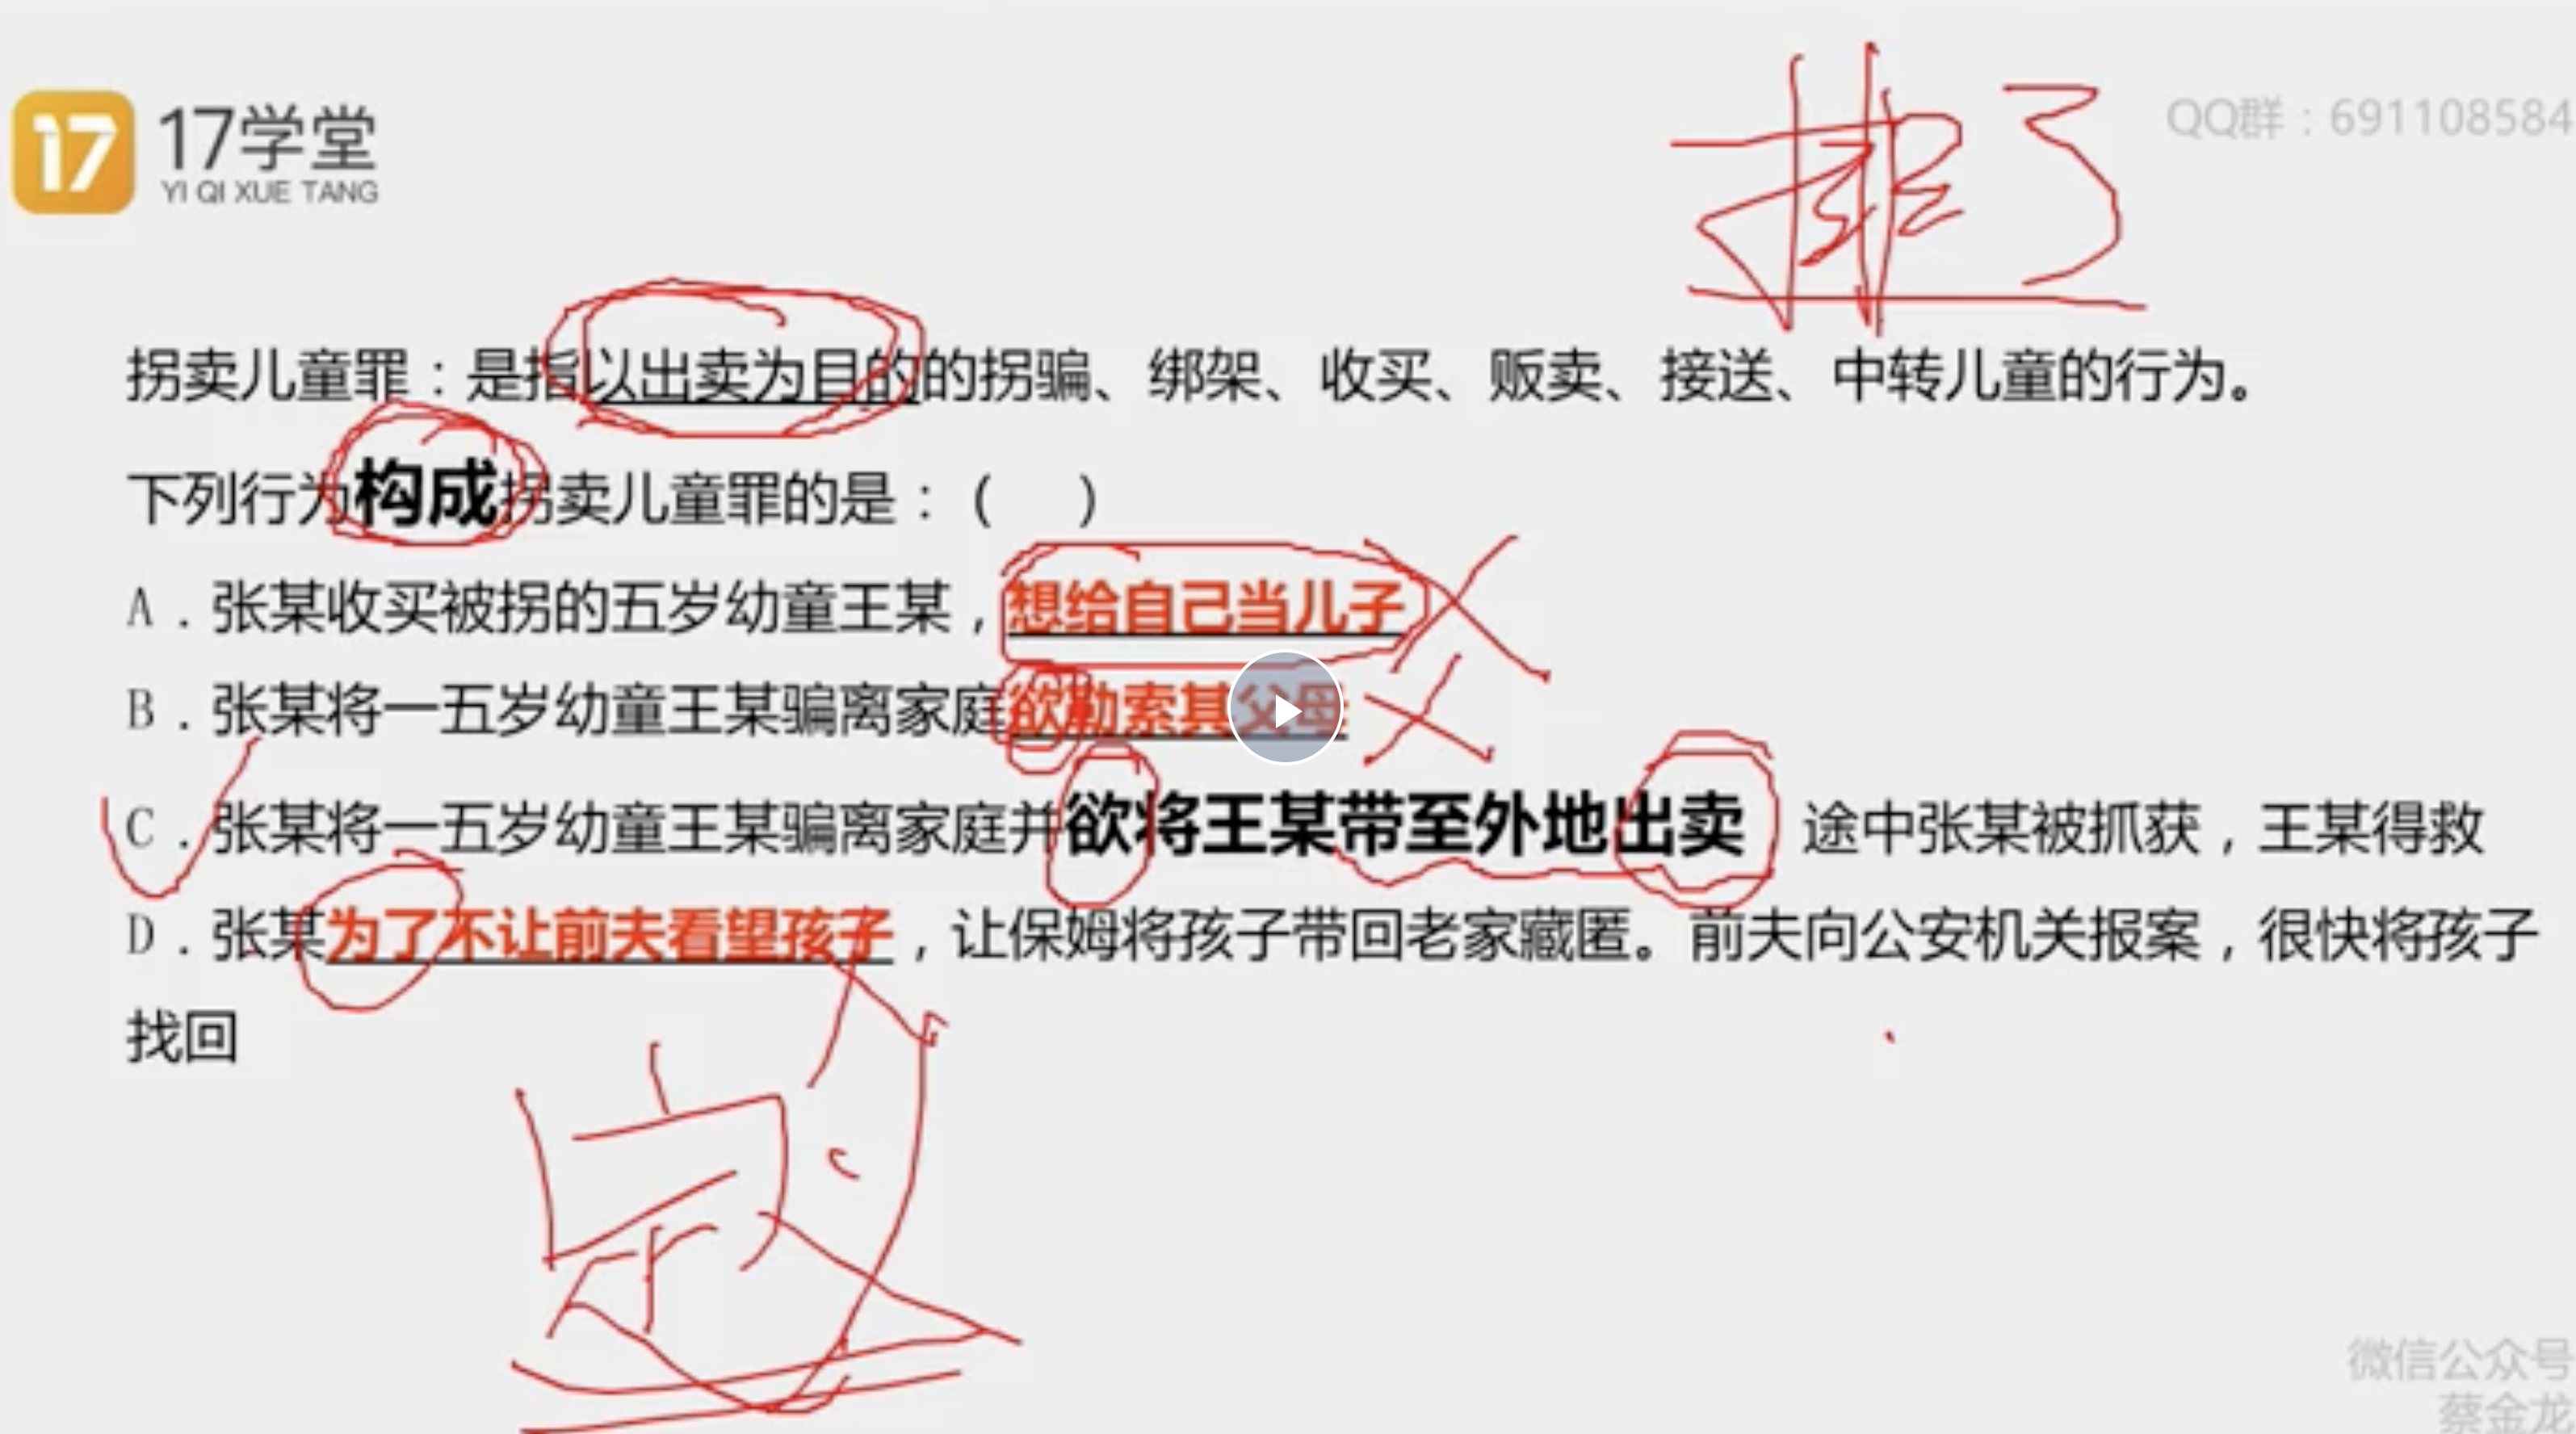 17 17学堂
YI QI XUE TANG
QQ群：691108584
排了
拐卖儿童罪：是指以出卖为目的的拐骗、绑架、收买、贩卖、接送、中转儿童的行为。
下列行为构成拐卖儿童罪的是：（ ）
A．张某收买被拐的五岁幼童王某，想给自己当儿子
B．张某将一五岁幼童王某骗离家庭欲勒索其父母
C．张某将一五岁幼童王某骗离家庭并欲将王某带至外地出卖 途中张某被抓获，王某得救
D．张某为了不让前夫看望孩子，让保姆将孩子带回老家藏匿。前夫向公安机关报案，很快将孩子
找回
微信公众号
蔡金龙